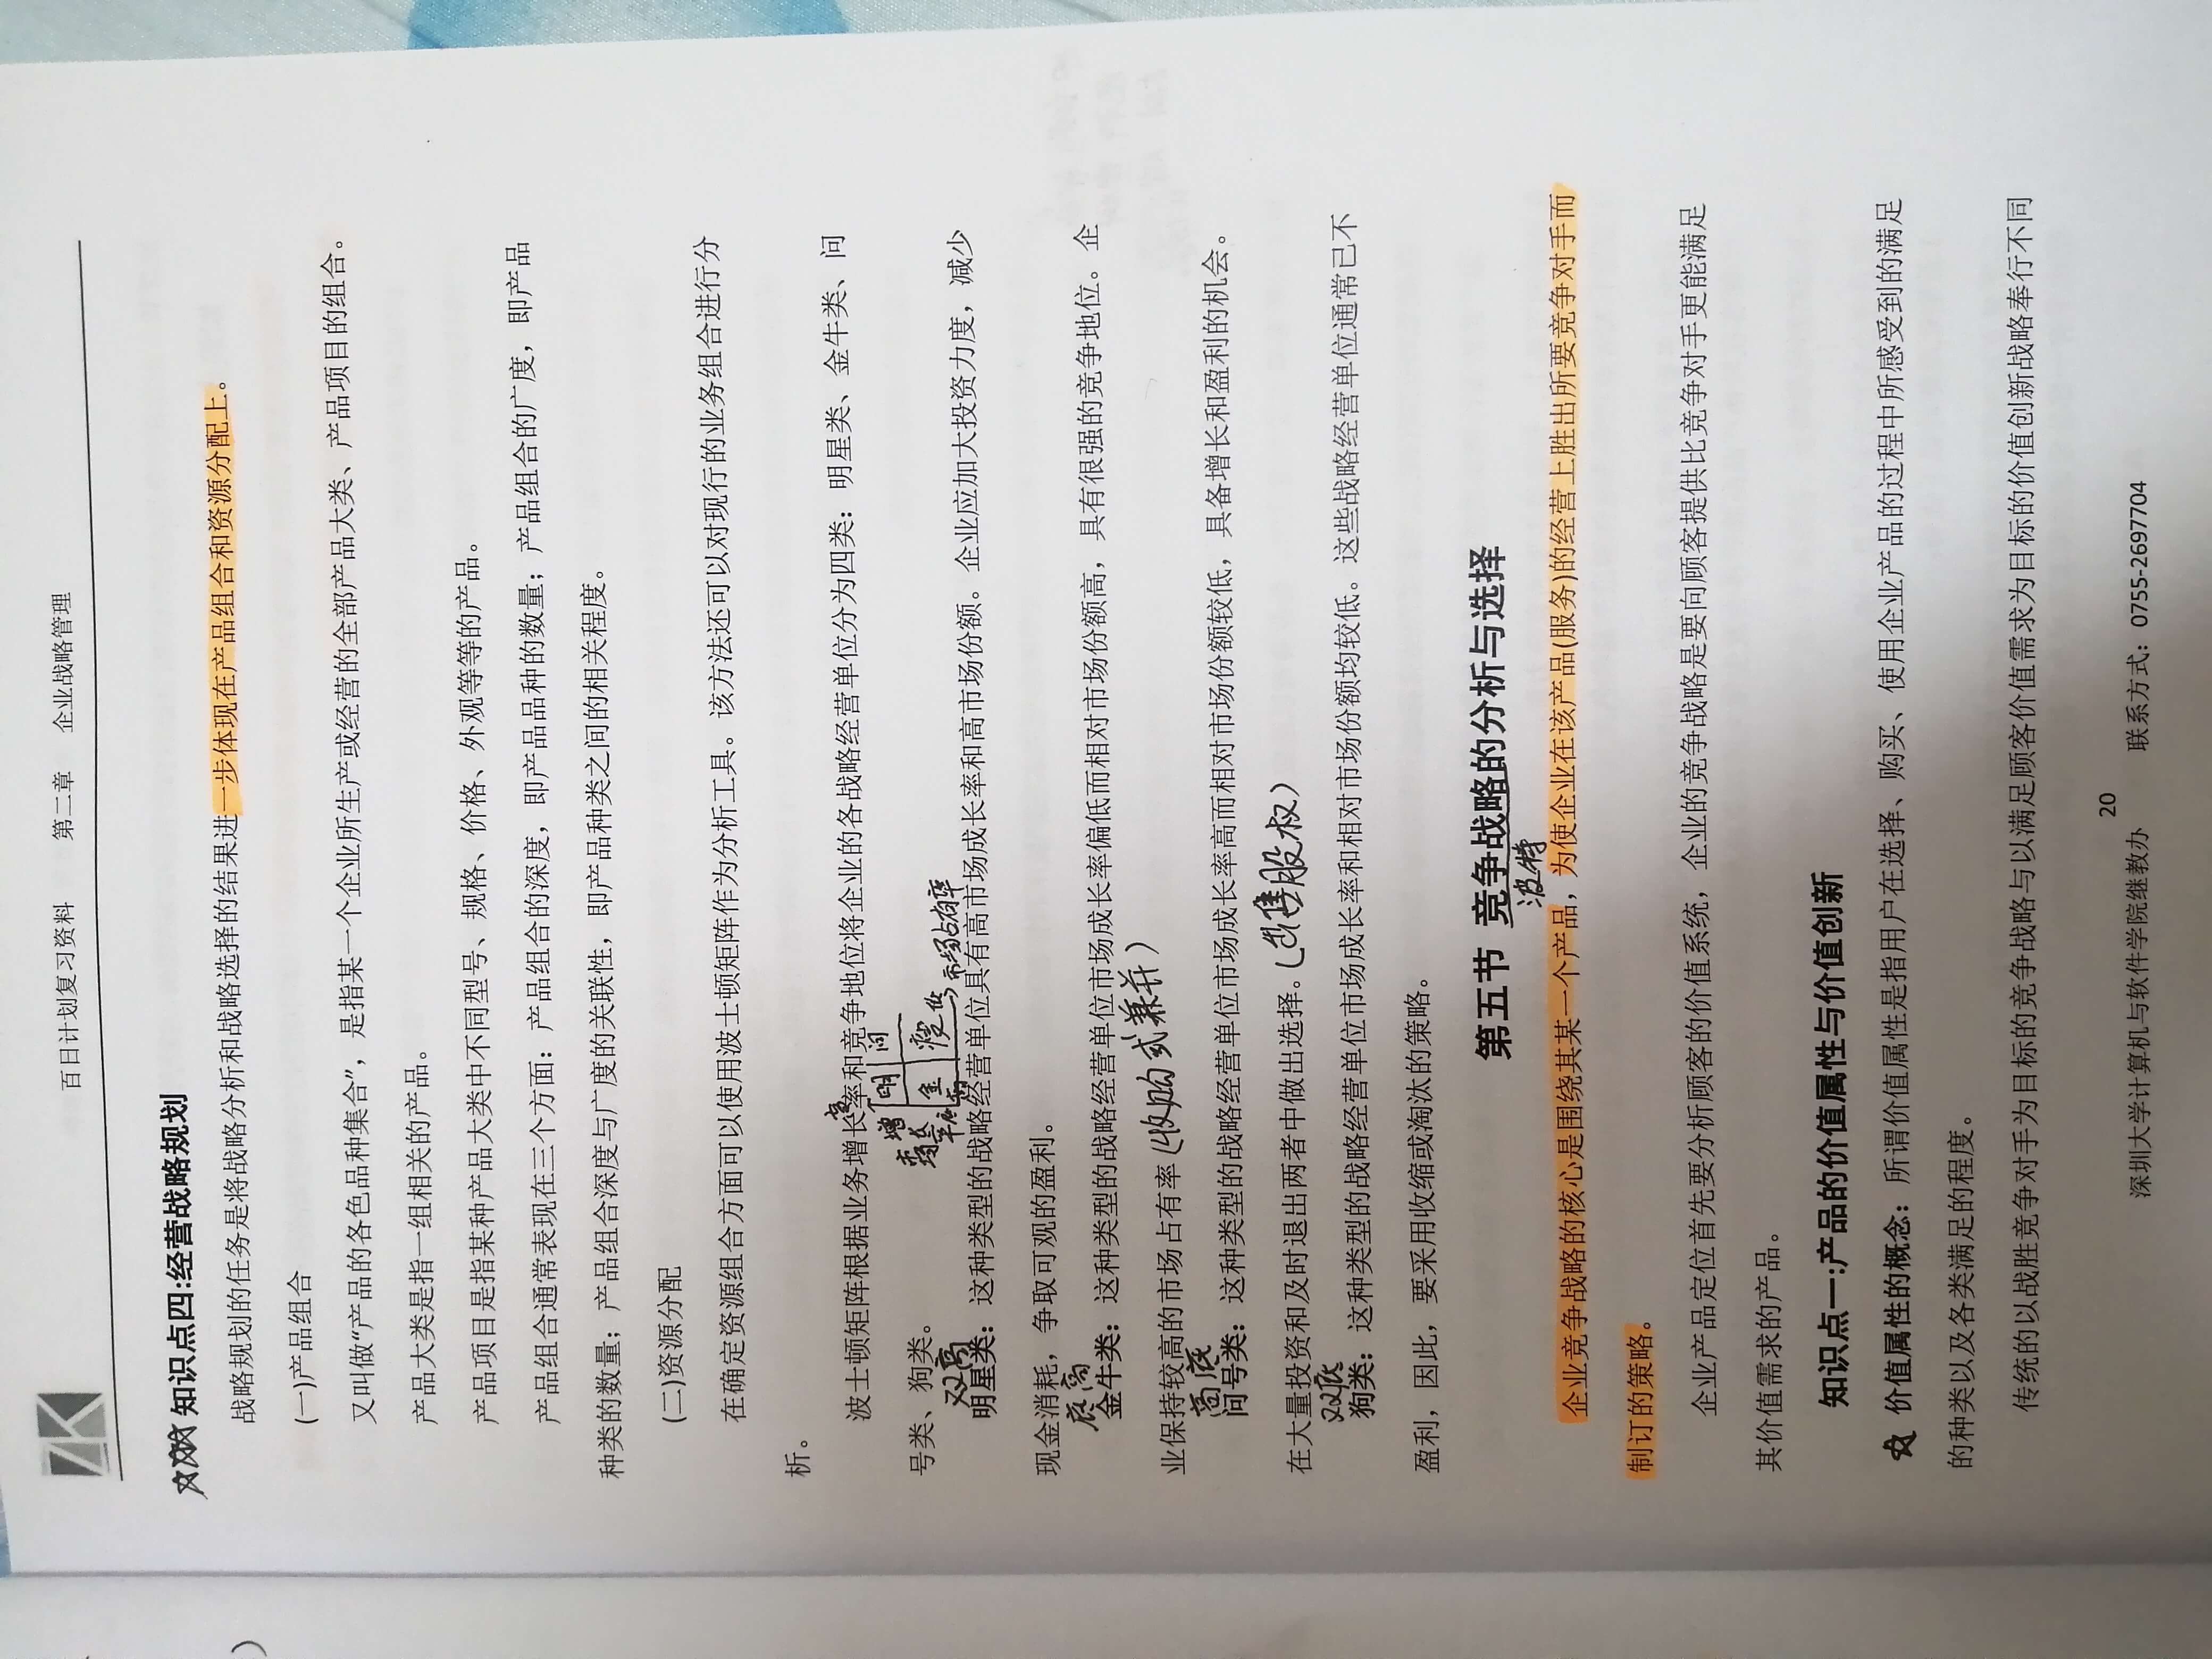 百日计划复习资料 第二章 企业战略管理
ZK
知识点四:经营战略规划
战略规划的任务是将战略分析和战略选择的结果进一步体现在产品组合和资源分配上。
(一)产品组合
又叫做“产品的各色品种集合”，是指某一个企业所生产或经营的全部产品大类、产品项目的组合。
产品大类是指一组相关的产品。
产品项目是指某种产品大类中不同型号、规格、价格、外观等等的产品。
产品组合通常表现在三个方面：产品组合的深度，即产品品种的数量；产品组合的广度，即产品
种类的数量；产品组合深度与广度的关联性，即产品种类之间的相关程度。
(二)资源分配
在确定资源组合方面可以使用波士顿矩阵作为分析工具。该方法还可以对现行的业务组合进行分
析。
波士顿矩阵根据业务增长率和竞争地位将企业的各战略经营单位分为四类：明星类、金牛类、问
高
增长率
明 问
金 瘦
市场占有率
号类、狗类。
双高
明星类：这种类型的战略经营单位具有高市场成长率和高市场份额。企业应加大投资力度，减少
现金消耗，争取可观的盈利。
底 高
金牛类：这种类型的战略经营单位市场成长率偏低而相对市场份额高，具有很强的竞争地位。企
业保持较高的市场占有率 (收购或兼并)
高 底
问号类：这种类型的战略经营单位市场成长率高而相对市场份额较低，具备增长和盈利的机会。
在大量投资和及时退出两者中做出选择。(出售股权)
双底
狗类：这种类型的战略经营单位市场成长率和相对市场份额均较低。这些战略经营单位通常已不
盈利，因此，要采用收缩或淘汰的策略。
第五节 竞争战略的分析与选择
波特
企业竞争战略的核心是围绕其某一个产品，为使企业在该产品(服务)的经营上胜出所要竞争对手而
制订的策略。
企业产品定位首先要分析顾客的价值系统，企业的竞争战略是要向顾客提供比竞争对手更能满足
其价值需求的产品。
知识点一:产品的价值属性与价值创新
价值属性的概念：所谓价值属性是指用户在选择、购买、使用企业产品的过程中所感受到的满足
的种类以及各类满足的程度。
传统的以战胜竞争对手为目标的竞争战略与以满足顾客价值需求为目标的价值创新战略奉行不同
20
深圳大学计算机与软件学院继教办 联系方式：0755-2697704